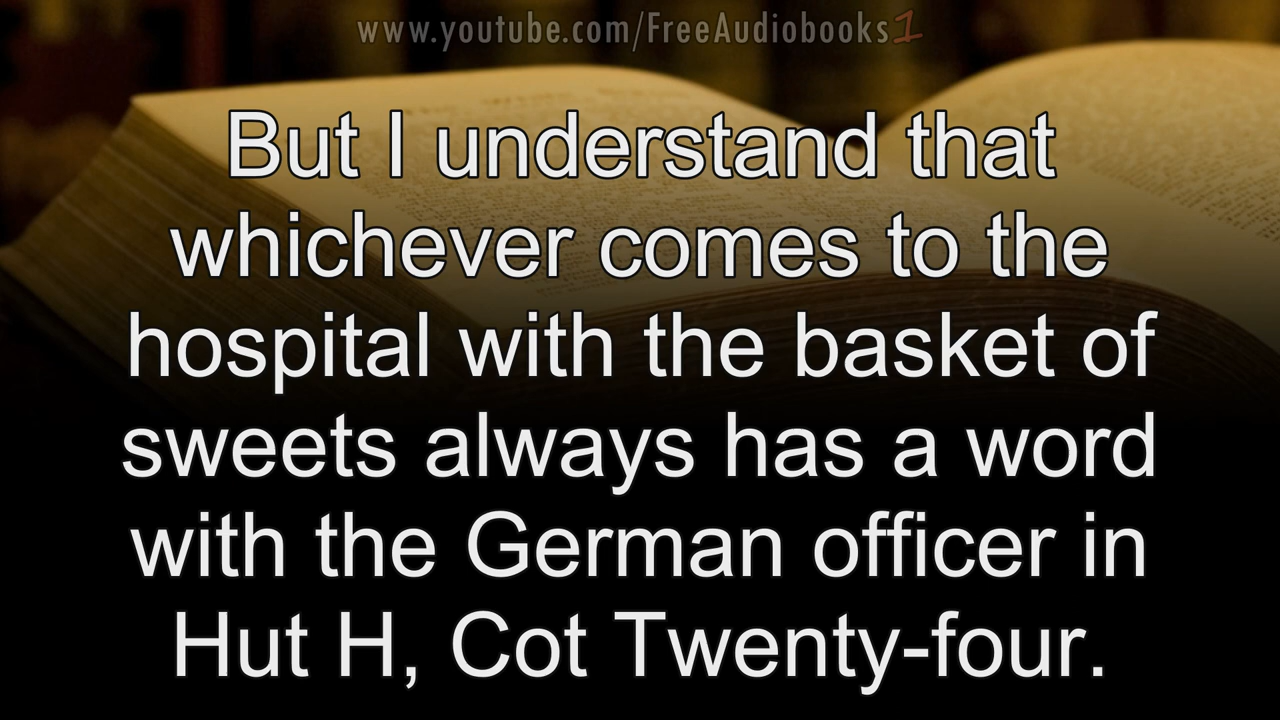 www.youtube.com/FreeAudiobooks1
But I understand that
whichever comes to the
hospital with the basket of
sweets always has a word
with the German officer in
Hut H, Cot Twenty-four.